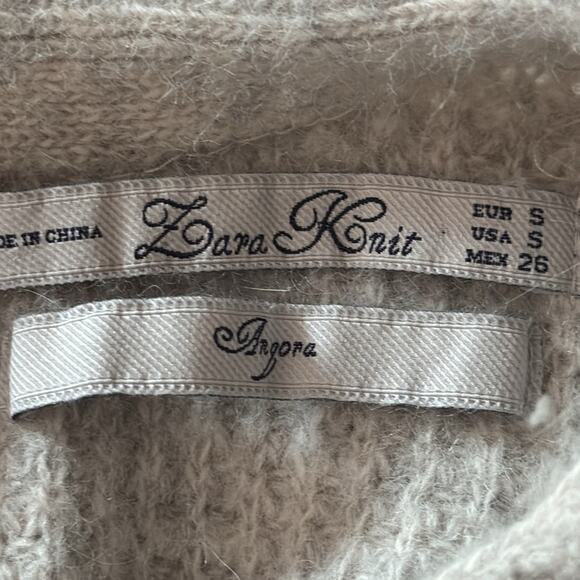 DE IN CHINA
Zara Knit
EUR S
USA S
MEX 26
Angora